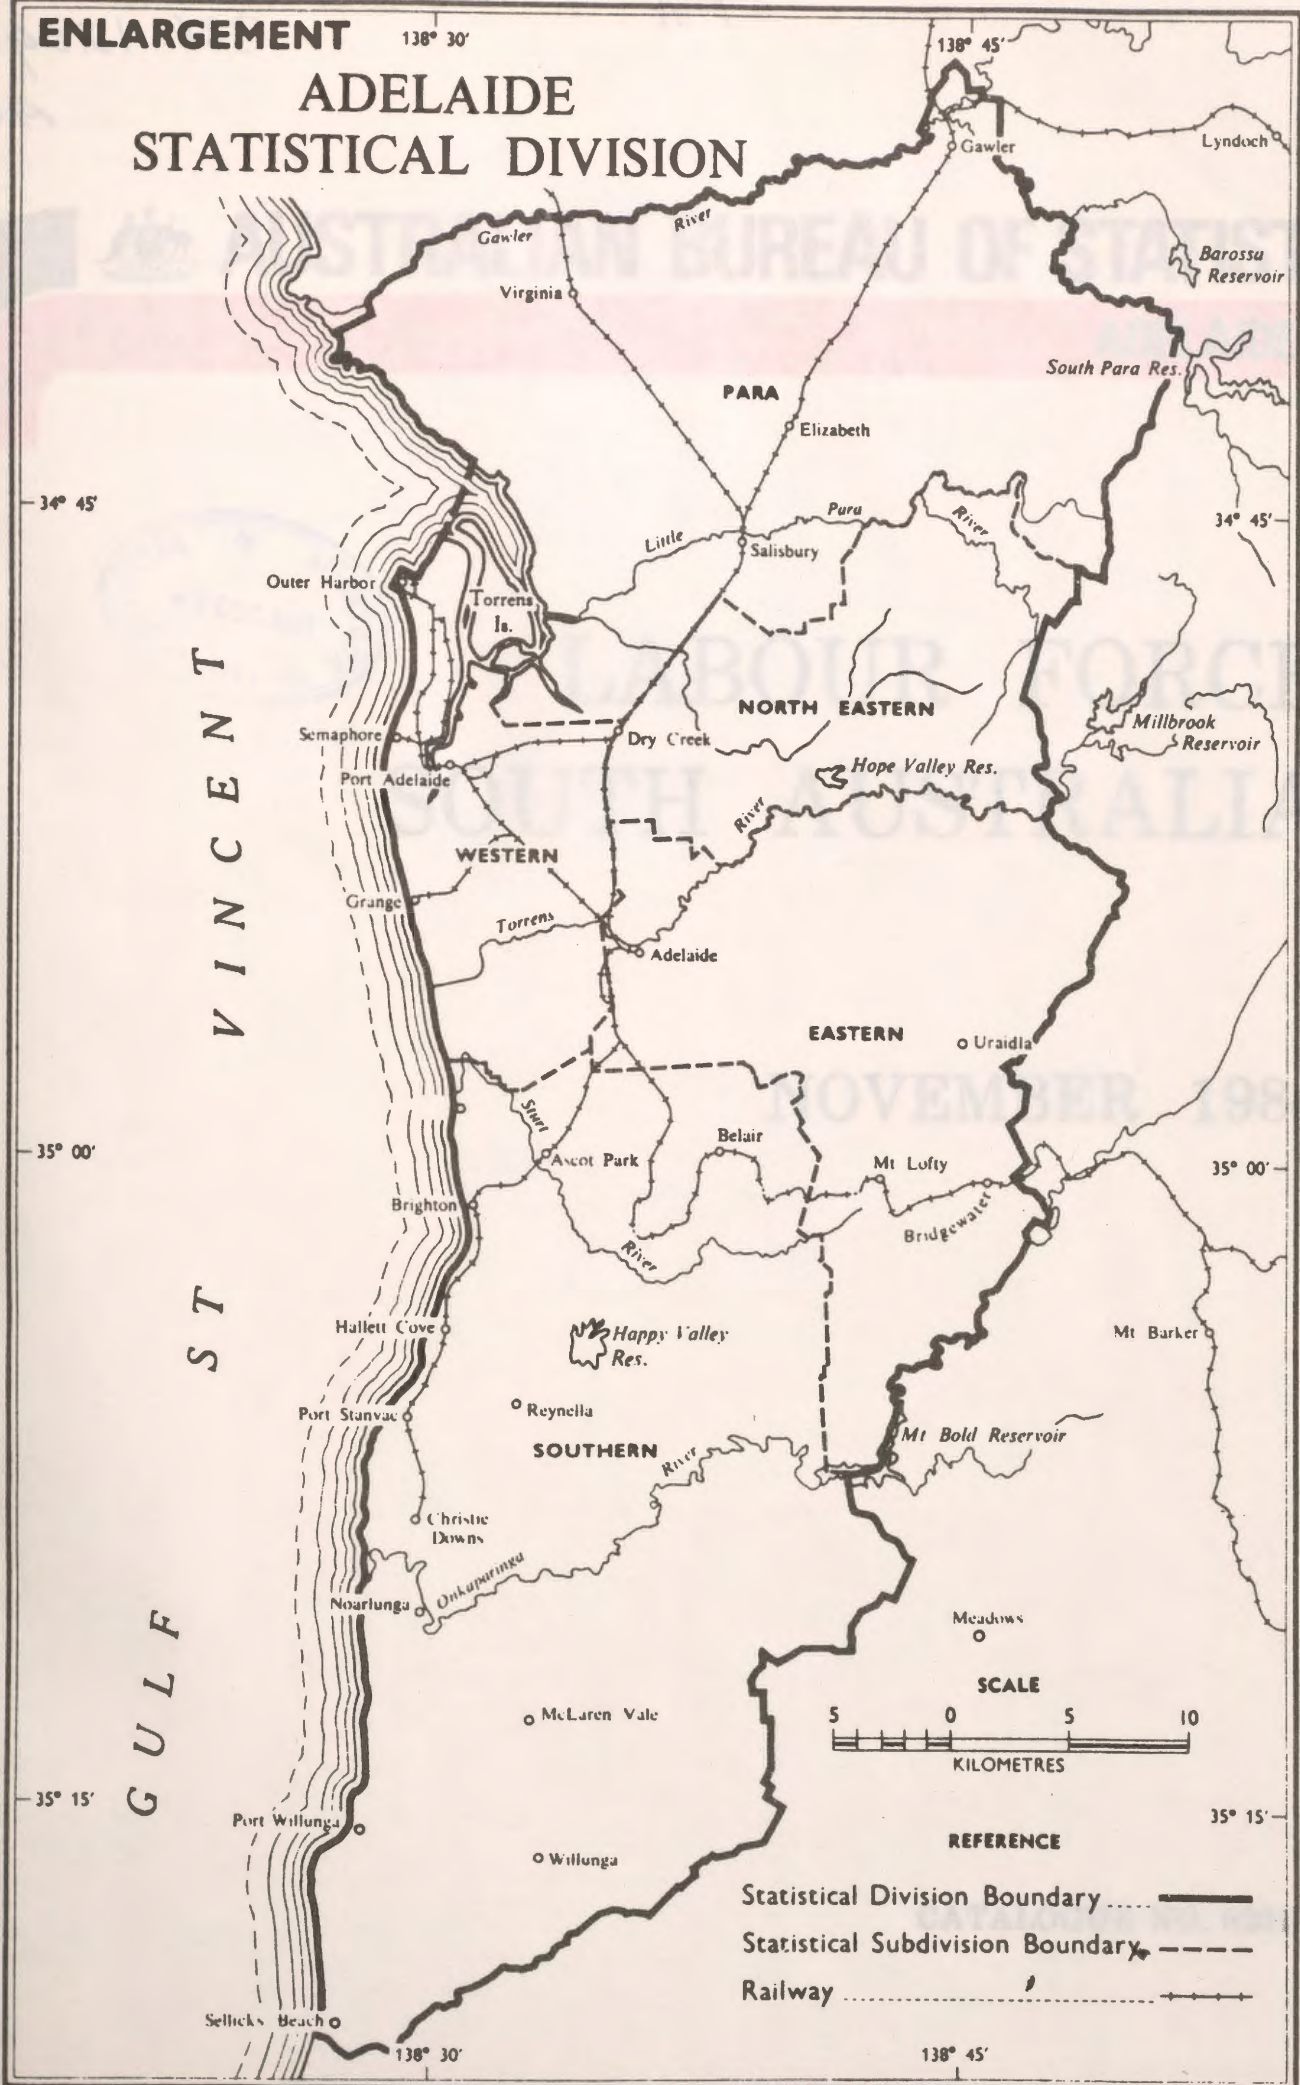 ENLARGEMENT
138° 30'
138° 45'
ADELAIDE
STATISTICAL DIVISION
Lyndoch
Gawler
Gawler
River
Barossa
Reservoir
Virginia
South Para Res.
PARA
Elizabeth
34° 45'
34° 45'
Little
Para
River
Salisbury
Outer Harbor
Torrens
Is.
NORTH EASTERN
Semaphore
Dry Creek
Millbrook
Reservoir
Port Adelaide
Hope Valley Res.
River
WESTERN
Grange
Torrens
Adelaide
EASTERN
Uraidla
Sturt
35° 00'
35° 00'
Ascot Park
Belair
Mt Lofty
Brighton
Bridgewater
River
Hallett Cove
Happy Valley
Res.
Mt Barker
Port Stanvac
Reynella
Mt Bold Reservoir
SOUTHERN
River
Christie
Downs
Onkaparinga
Noarlunga
Meadows
GULF ST VINCENT
McLaren Vale
SCALE
5 0 5 10
KILOMETRES
35° 15'
35° 15'
Port Willunga
Willunga
REFERENCE
Statistical Division Boundary
Statistical Subdivision Boundary
Railway
Sellicks Beach
138° 30'
138° 45'
AUSTRALIAN BUREAU OF STATIST
LABOUR FORCE
SOUTH AUSTRALIA
NOVEMBER 198
CATALOGUE NO.